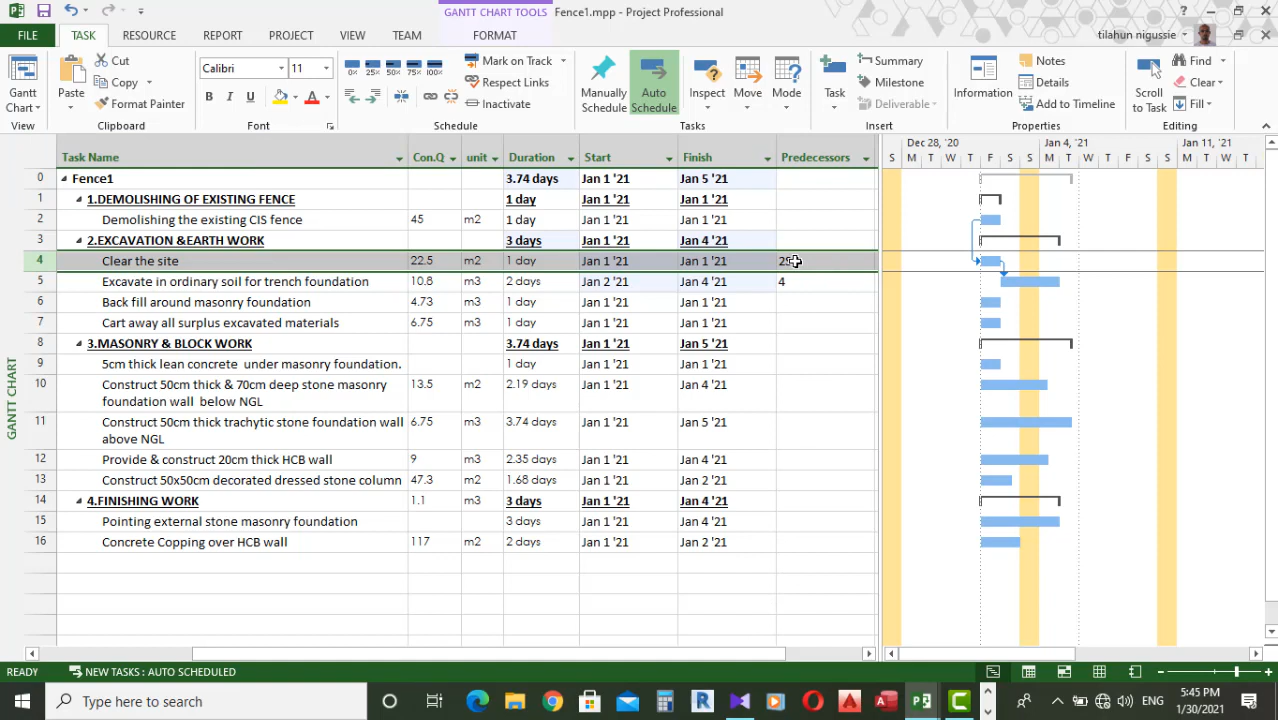 GANTT CHART TOOLS
Fence1.mpp - Project Professional
FILE TASK RESOURCE REPORT PROJECT VIEW TEAM FORMAT
tilahun nigussie
Gantt Chart
View
Paste
Cut
Copy
Format Painter
Clipboard
Calibri 11
B I U A
Font
0% 25% 50% 75% 100%
Mark on Track
Respect Links
Inactivate
Schedule
Manually Schedule
Auto Schedule
Inspect
Move
Mode
Tasks
Task
Summary
Milestone
Deliverable
Insert
Information
Notes
Details
Add to Timeline
Properties
Scroll to Task
Find
Clear
Fill
Editing
Task Name Con.Q unit Duration Start Finish Predecessors
Dec 28, '20 Jan 4, '21 Jan 11, '21
S M T W T F S S M T W T F S S M T W T
0 Fence1 3.74 days Jan 1 '21 Jan 5 '21
1 1.DEMOLISHING OF EXISTING FENCE 1 day Jan 1 '21 Jan 1 '21
2 Demolishing the existing CIS fence 45 m2 1 day Jan 1 '21 Jan 1 '21
3 2.EXCAVATION &EARTH WORK 3 days Jan 1 '21 Jan 4 '21
4 Clear the site 22.5 m2 1 day Jan 1 '21 Jan 1 '21
5 Excavate in ordinary soil for trench foundation 10.8 m3 2 days Jan 2 '21 Jan 4 '21 4
6 Back fill around masonry foundation 4.73 m3 1 day Jan 1 '21 Jan 1 '21
7 Cart away all surplus excavated materials 6.75 m3 1 day Jan 1 '21 Jan 1 '21
8 3.MASONRY & BLOCK WORK 3.74 days Jan 1 '21 Jan 5 '21
9 5cm thick lean concrete under masonry foundation. 1 day Jan 1 '21 Jan 1 '21
10 Construct 50cm thick & 70cm deep stone masonry foundation wall below NGL 13.5 m2 2.19 days Jan 1 '21 Jan 4 '21
11 Construct 50cm thick trachytic stone foundation wall above NGL 6.75 m3 3.74 days Jan 1 '21 Jan 5 '21
12 Provide & construct 20cm thick HCB wall 9 m3 2.35 days Jan 1 '21 Jan 4 '21
13 Construct 50x50cm decorated dressed stone column 47.3 m2 1.68 days Jan 1 '21 Jan 2 '21
14 4.FINISHING WORK 1.1 m3 3 days Jan 1 '21 Jan 4 '21
15 Pointing external stone masonry foundation 3 days Jan 1 '21 Jan 4 '21
16 Concrete Copping over HCB wall 117 m2 2 days Jan 1 '21 Jan 2 '21
GANTT CHART
READY NEW TASKS : AUTO SCHEDULED
Type here to search
ENG
5:45 PM
1/30/2021